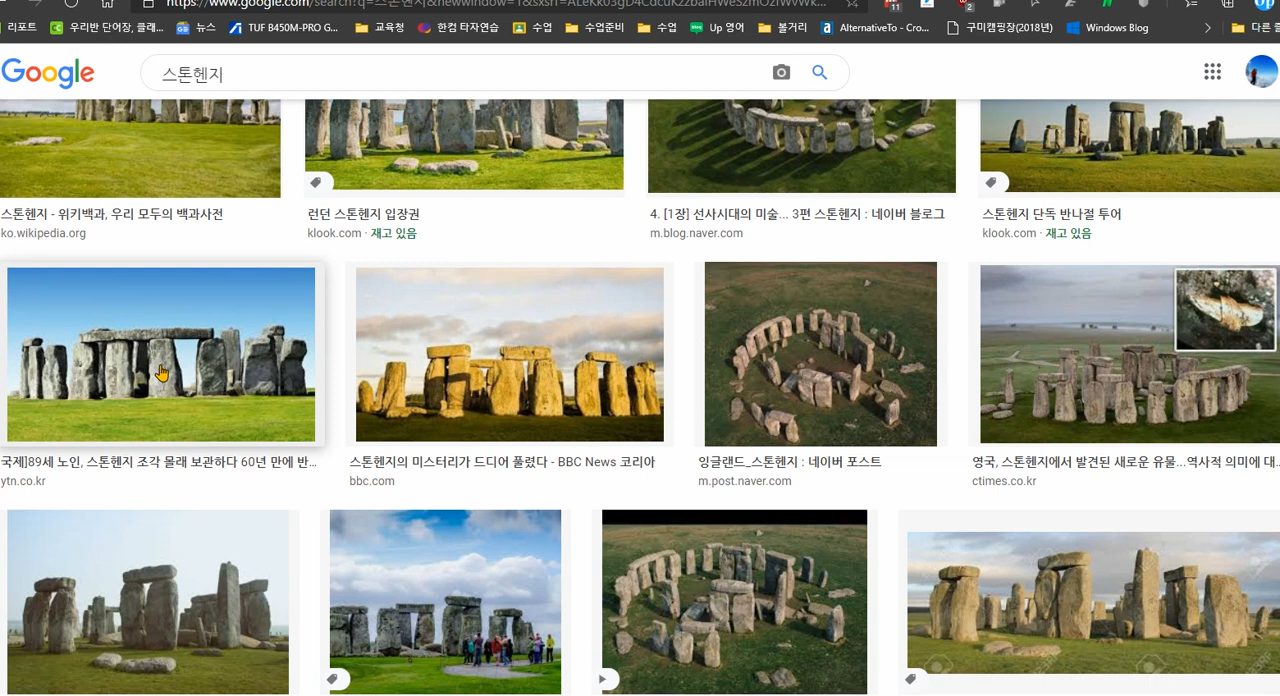 리포트 우리반 단어장, 클래... 뉴스 TUF B450M-PRO G... 교육청 한컴 타자연습 수업 수업준비 수업 Up 영어 볼거리 AlternativeTo - Cro... 구미캠핑장(2018년) Windows Blog 다른
Google 스톤헨지
스톤헨지 - 위키백과, 우리 모두의 백과사전
ko.wikipedia.org
런던 스톤헨지 입장권
klook.com · 재고 있음
4. [1장] 선사시대의 미술... 3편 스톤헨지 : 네이버 블로그
m.blog.naver.com
스톤헨지 단독 반나절 투어
klook.com · 재고 있음
국제]89세 노인, 스톤헨지 조각 몰래 보관하다 60년 만에 반...
ytn.co.kr
스톤헨지의 미스터리가 드디어 풀렸다 - BBC News 코리아
bbc.com
잉글랜드_스톤헨지 : 네이버 포스트
m.post.naver.com
영국, 스톤헨지에서 발견된 새로운 유물...역사적 의미에 대...
ctimes.co.kr